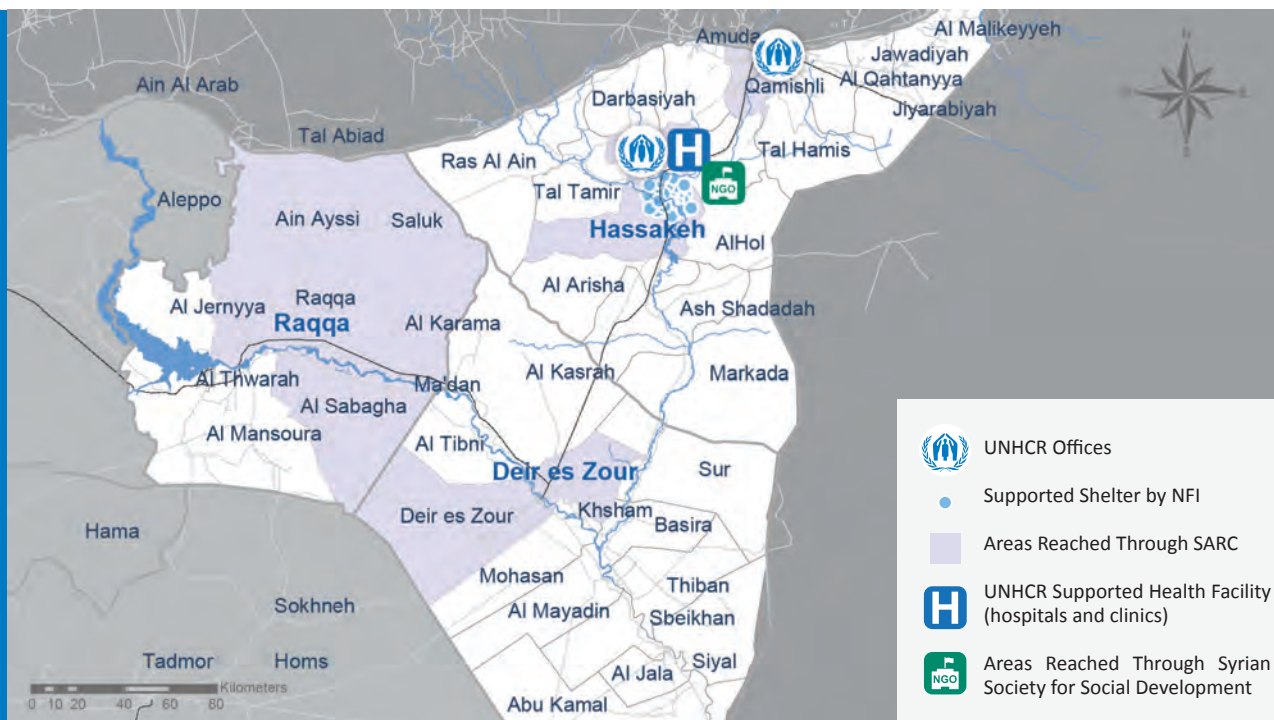 Al Malikeyyeh
Amuda
Jawadiyah
Qamishli
Al Qahtanyya
Ain Al Arab
Darbasiyah
Jiyarabiyah
Tal Abiad
Ras Al Ain
H
Tal Hamis
Aleppo
Tal Tamir
NGO
Ain Ayssi
Saluk
Hassakeh
AlHol
Al Arisha
Al Jernyya
Raqqa
Ash Shadadah
Raqqa
Al Karama
Al Thwarah
Ma'dan
Al Kasrah
Markada
Al Sabagha
Al Mansoura
Al Tibni
Deir es Zour
Sur
Deir es Zour
Khsham
Basira
Hama
Mohasan
Thiban
Al Mayadin
Sbeikhan
Sokhneh
Tadmor
Homs
Al Jala
Siyal
Abu Kamal
Kilometers
0 10 20 40 60 80
N
UNHCR Offices
Supported Shelter by NFI
Areas Reached Through SARC
H
UNHCR Supported Health Facility
(hospitals and clinics)
NGO
Areas Reached Through Syrian
Society for Social Development